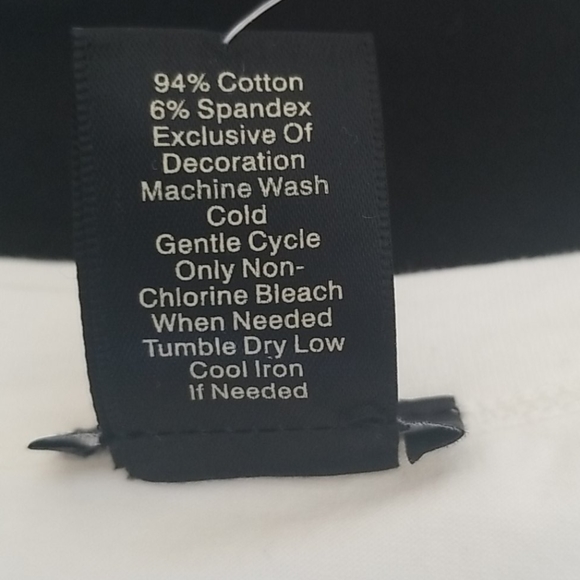 94% Cotton
6% Spandex
Exclusive Of
Decoration
Machine Wash
Cold
Gentle Cycle
Only Non-
Chlorine Bleach
When Needed
Tumble Dry Low
Cool Iron
If Needed